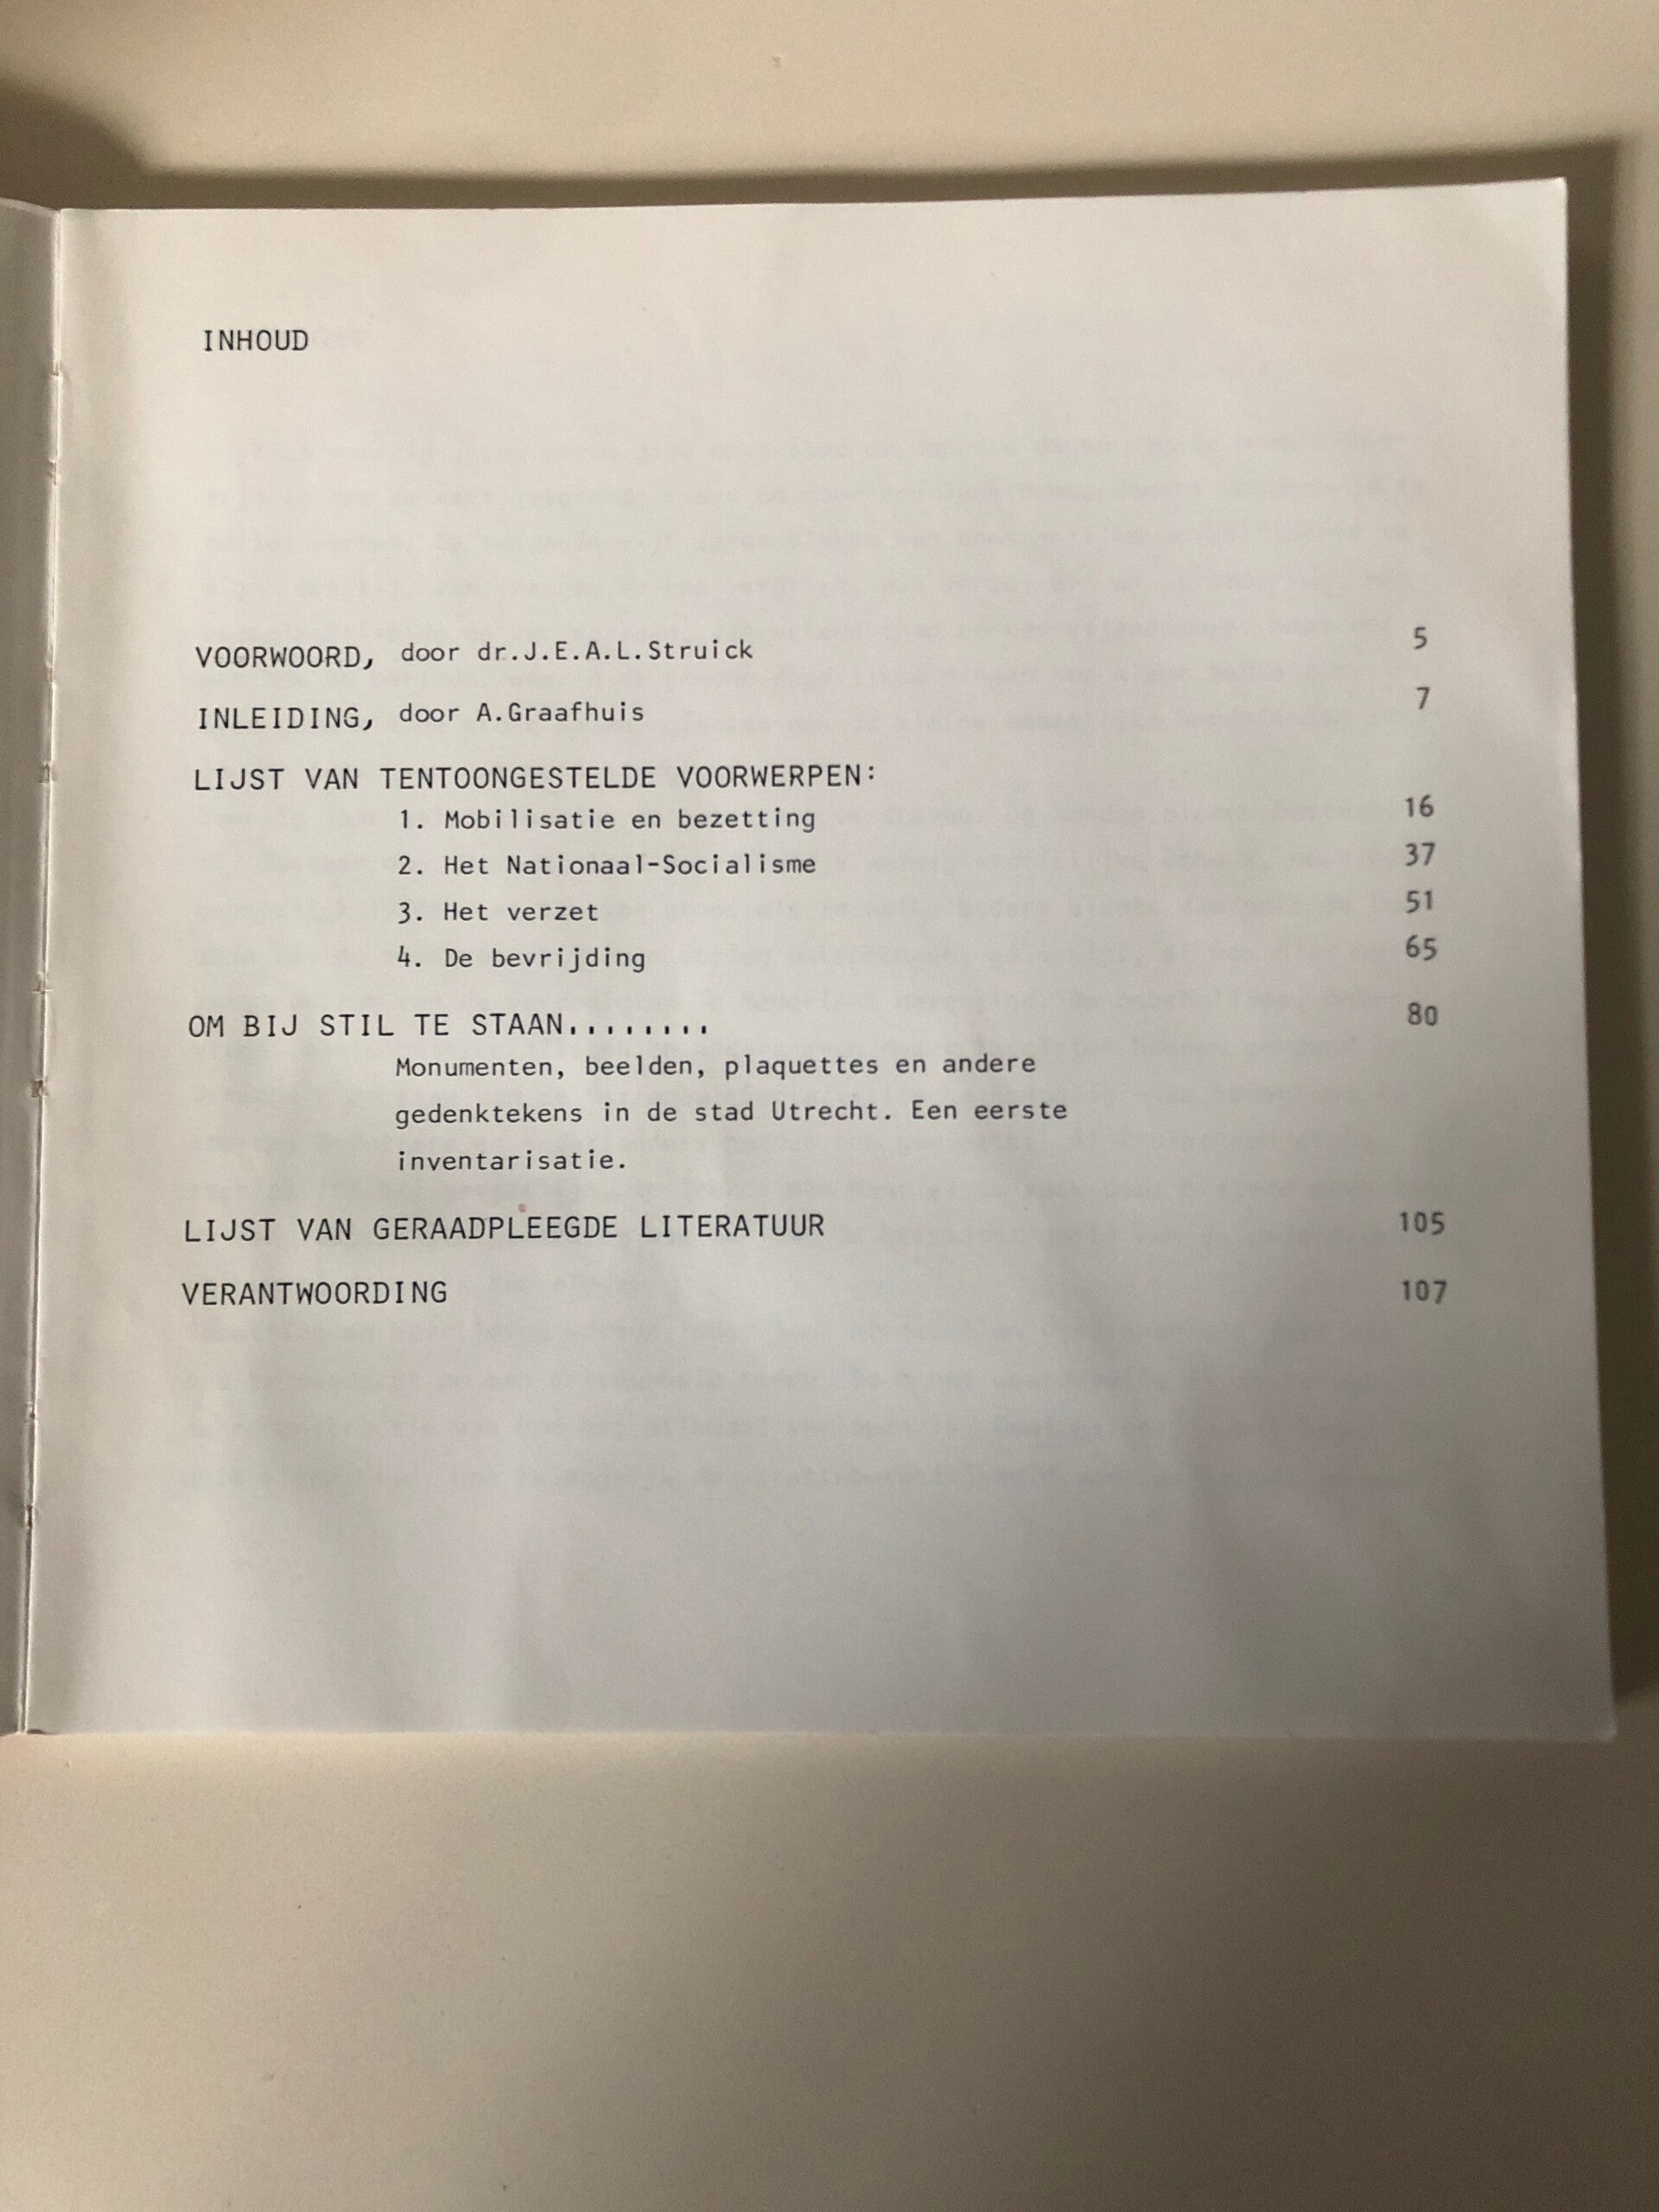 INHOUD
VOORWOORD, door dr.J.E.A.L.Struick 5
INLEIDING, door A.Graafhuis 7
LIJST VAN TENTOONGESTELDE VOORWERPEN:
1. Mobilisatie en bezetting 16
2. Het Nationaal-Socialisme 37
3. Het verzet 51
4. De bevrijding 65
OM BIJ STIL TE STAAN........ 80
Monumenten, beelden, plaquettes en andere
gedenktekens in de stad Utrecht. Een eerste
inventarisatie.
LIJST VAN GERAADPLEEGDE LITERATUUR 105
VERANTWOORDING 107